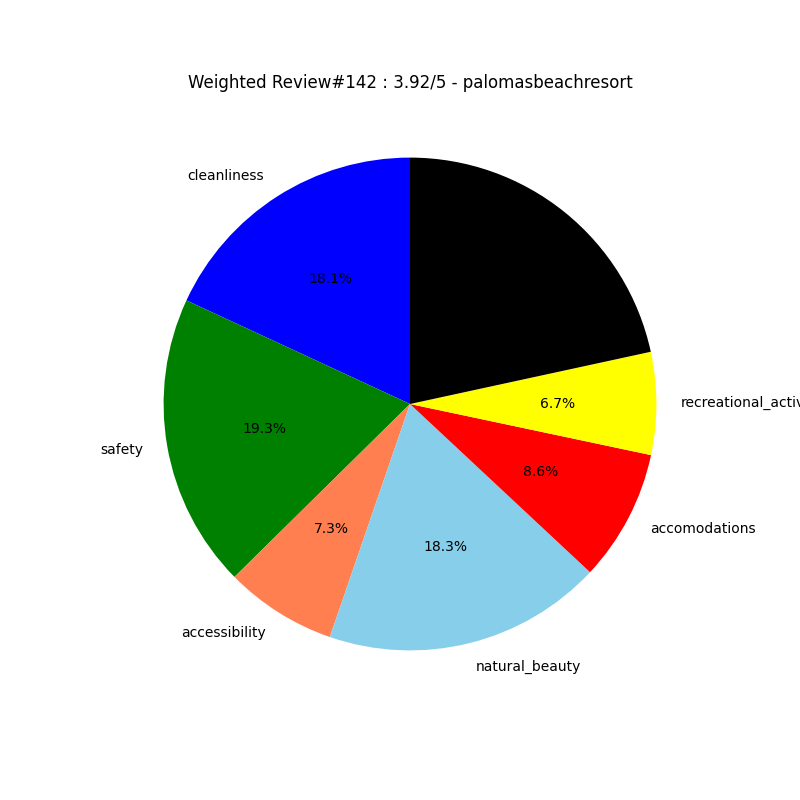 Weighted Review#142 : 3.92/5 - palomasbeachresort
cleanliness
18.1%
6.7%
recreational_activ
19.3%
safety
8.6%
7.3%
accomodations
18.3%
accessibility
natural_beauty